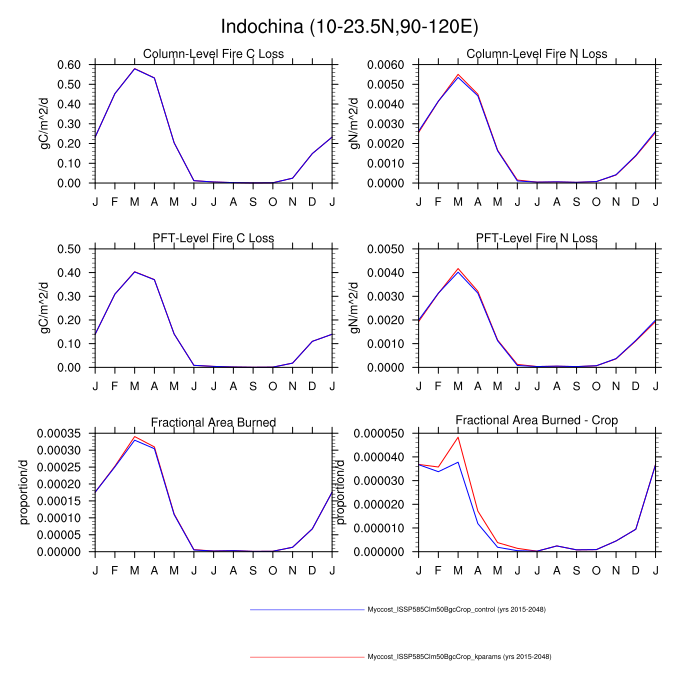 Indochina (10-23.5N,90-120E)
Column-Level Fire C Loss
gC/m^2/d
0.60
0.50
0.40
0.30
0.20
0.10
0.00
J F M A M J J A S O N D J
Column-Level Fire N Loss
gN/m^2/d
0.0060
0.0050
0.0040
0.0030
0.0020
0.0010
0.0000
J F M A M J J A S O N D J
PFT-Level Fire C Loss
gC/m^2/d
0.50
0.40
0.30
0.20
0.10
0.00
J F M A M J J A S O N D J
PFT-Level Fire N Loss
gN/m^2/d
0.0050
0.0040
0.0030
0.0020
0.0010
0.0000
J F M A M J J A S O N D J
Fractional Area Burned
proportion/d
0.00035
0.00030
0.00025
0.00020
0.00015
0.00010
0.00005
0.00000
J F M A M J J A S O N D J
Fractional Area Burned - Crop
proportion/d
0.000050
0.000040
0.000030
0.000020
0.000010
0.000000
J F M A M J J A S O N D J
Myccost_ISSP585Clm50BgcCrop_control (yrs 2015-2048)
Myccost_ISSP585Clm50BgcCrop_kparams (yrs 2015-2048)